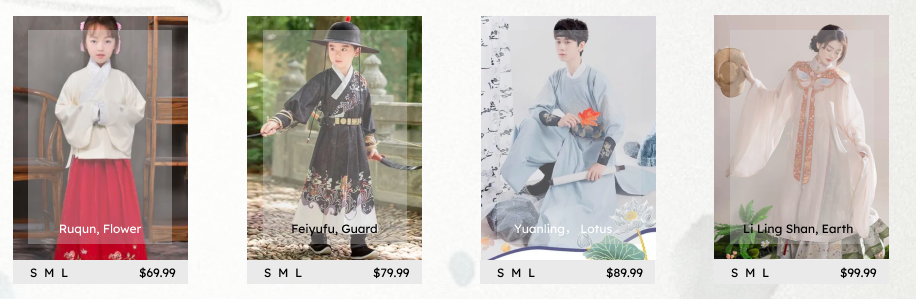 Ruqun, Flower
S M L $69.99
Feiyufu, Guard
S M L $79.99
Yuanling， Lotus
S M L $89.99
Li Ling Shan, Earth
S M L $99.99